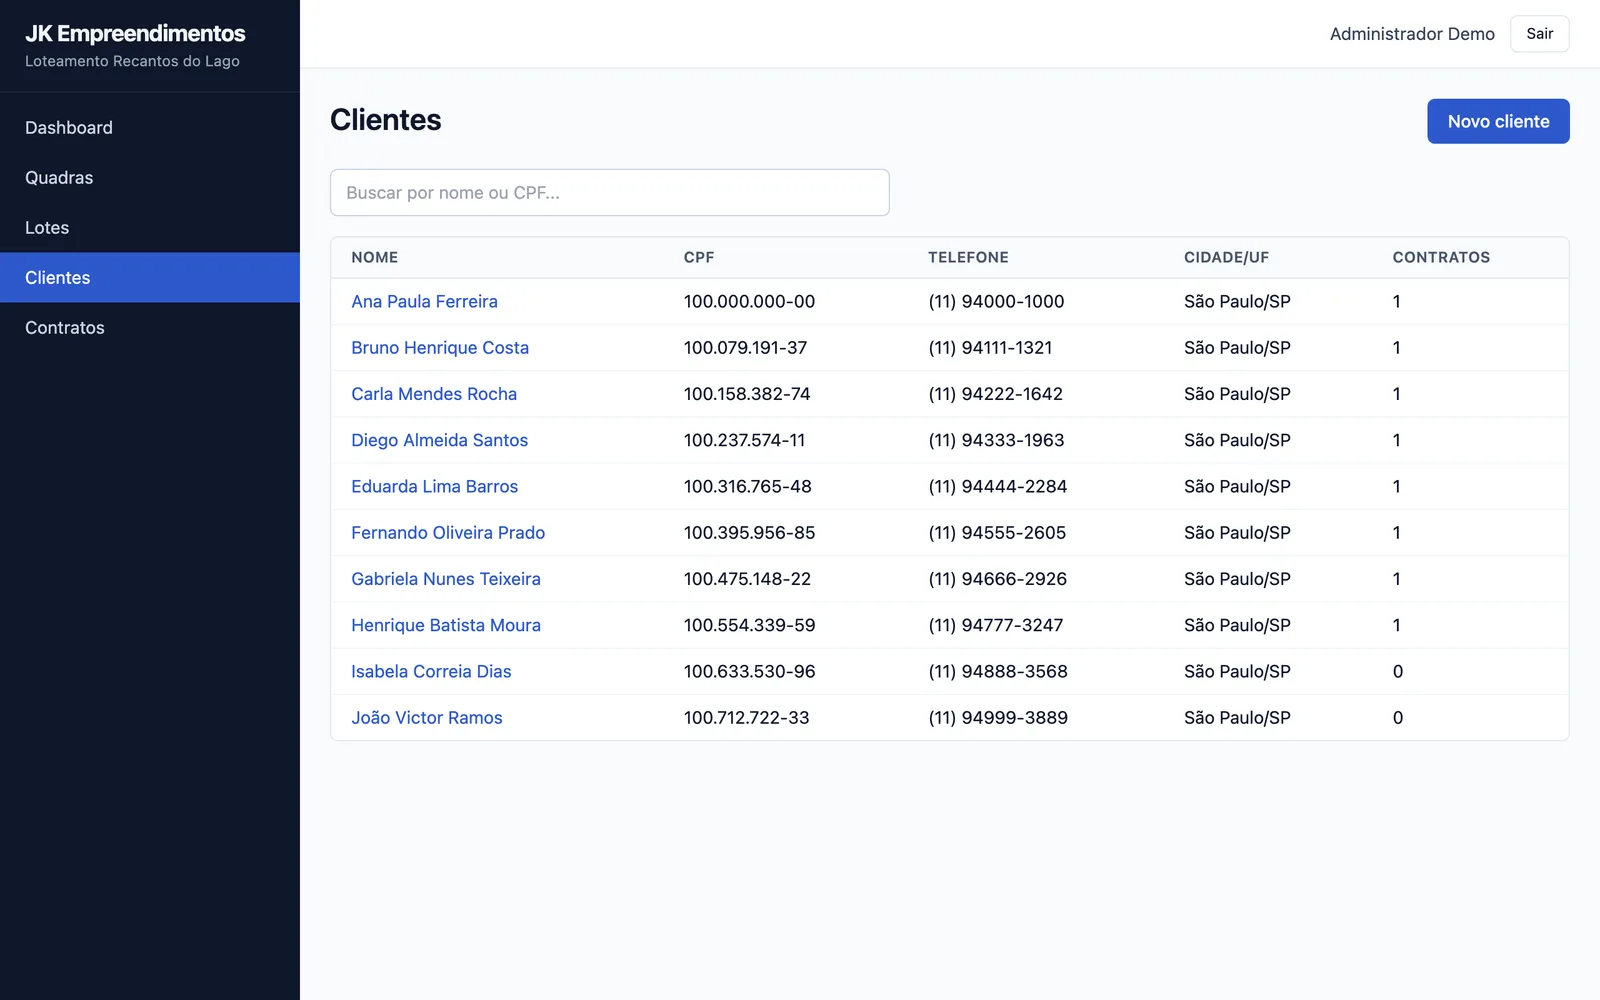 JK Empreendimentos
Loteamento Recantos do Lago
Dashboard
Quadras
Lotes
Clientes
Contratos
Administrador Demo Sair
Clientes
Novo cliente
Buscar por nome ou CPF...
NOME CPF TELEFONE CIDADE/UF CONTRATOS
Ana Paula Ferreira 100.000.000-00 (11) 94000-1000 São Paulo/SP 1
Bruno Henrique Costa 100.079.191-37 (11) 94111-1321 São Paulo/SP 1
Carla Mendes Rocha 100.158.382-74 (11) 94222-1642 São Paulo/SP 1
Diego Almeida Santos 100.237.574-11 (11) 94333-1963 São Paulo/SP 1
Eduarda Lima Barros 100.316.765-48 (11) 94444-2284 São Paulo/SP 1
Fernando Oliveira Prado 100.395.956-85 (11) 94555-2605 São Paulo/SP 1
Gabriela Nunes Teixeira 100.475.148-22 (11) 94666-2926 São Paulo/SP 1
Henrique Batista Moura 100.554.339-59 (11) 94777-3247 São Paulo/SP 1
Isabela Correia Dias 100.633.530-96 (11) 94888-3568 São Paulo/SP 0
João Victor Ramos 100.712.722-33 (11) 94999-3889 São Paulo/SP 0